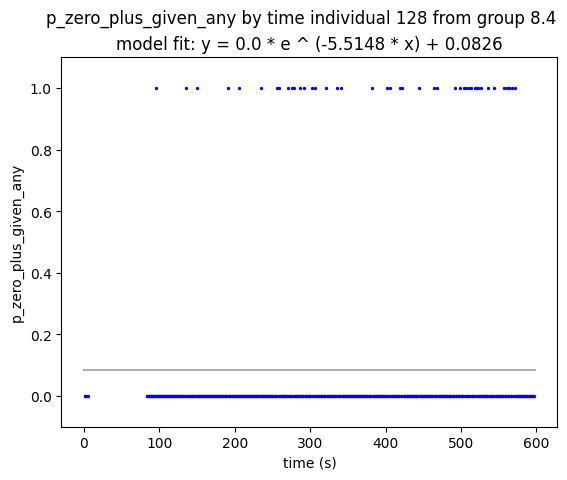 p_zero_plus_given_any by time individual 128 from group 8.4
model fit: y = 0.0 * e ^ (-5.5148 * x) + 0.0826
1.0
0.8
0.6
0.4
0.2
0.0
p_zero_plus_given_any
0 100 200 300 400 500 600
time (s)